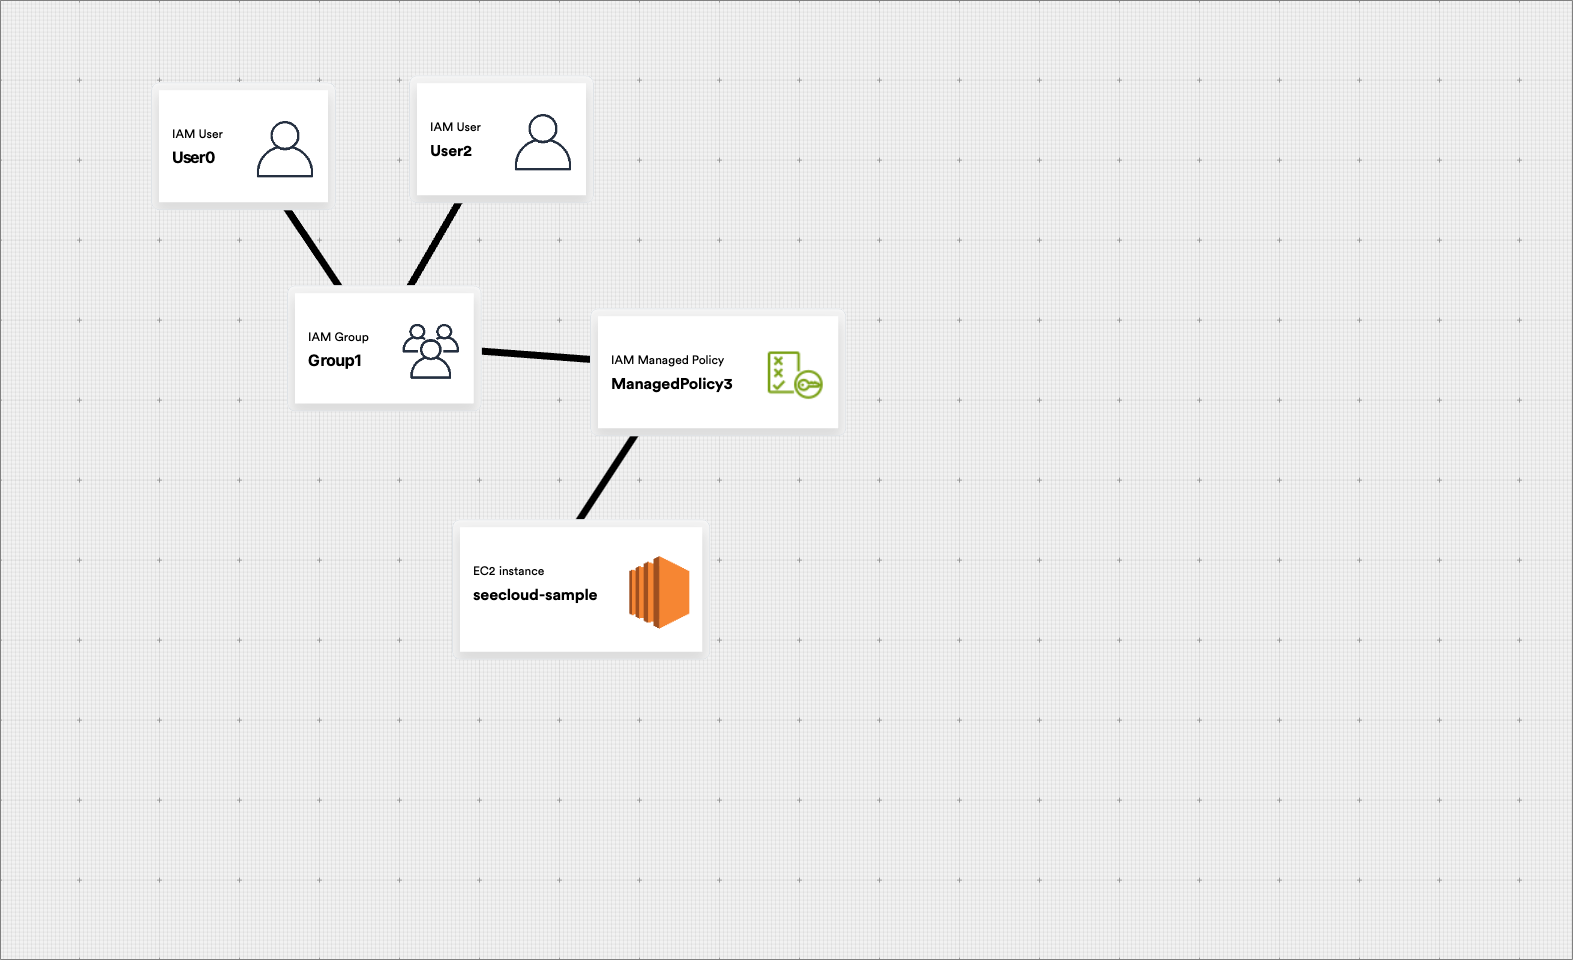 IAM User
User0
IAM User
User2
IAM Group
Group1
IAM Managed Policy
ManagedPolicy3
EC2 instance
seecloud-sample